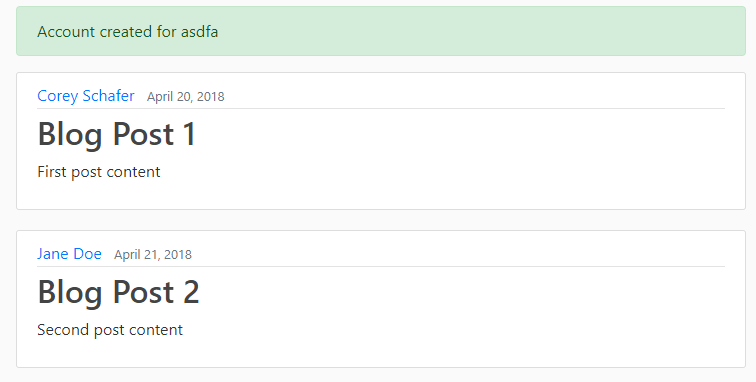 Account created for asdfa
Corey Schafer April 20, 2018
Blog Post 1
First post content
Jane Doe April 21, 2018
Blog Post 2
Second post content